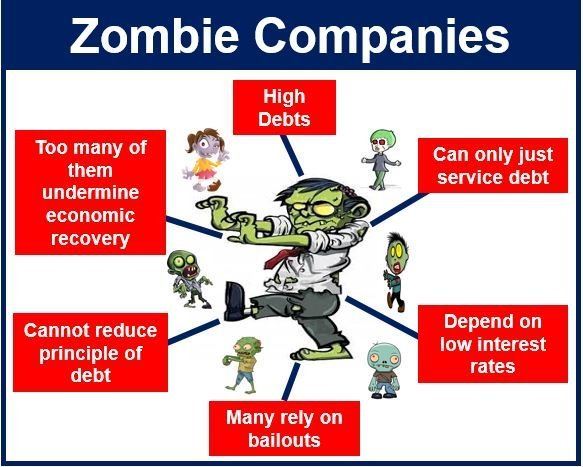 Zombie Companies
High
Debts
Too many of
them
undermine
economic
recovery
Can only just
service debt
Cannot reduce
principle of
debt
Depend on
low interest
rates
Many rely on
bailouts